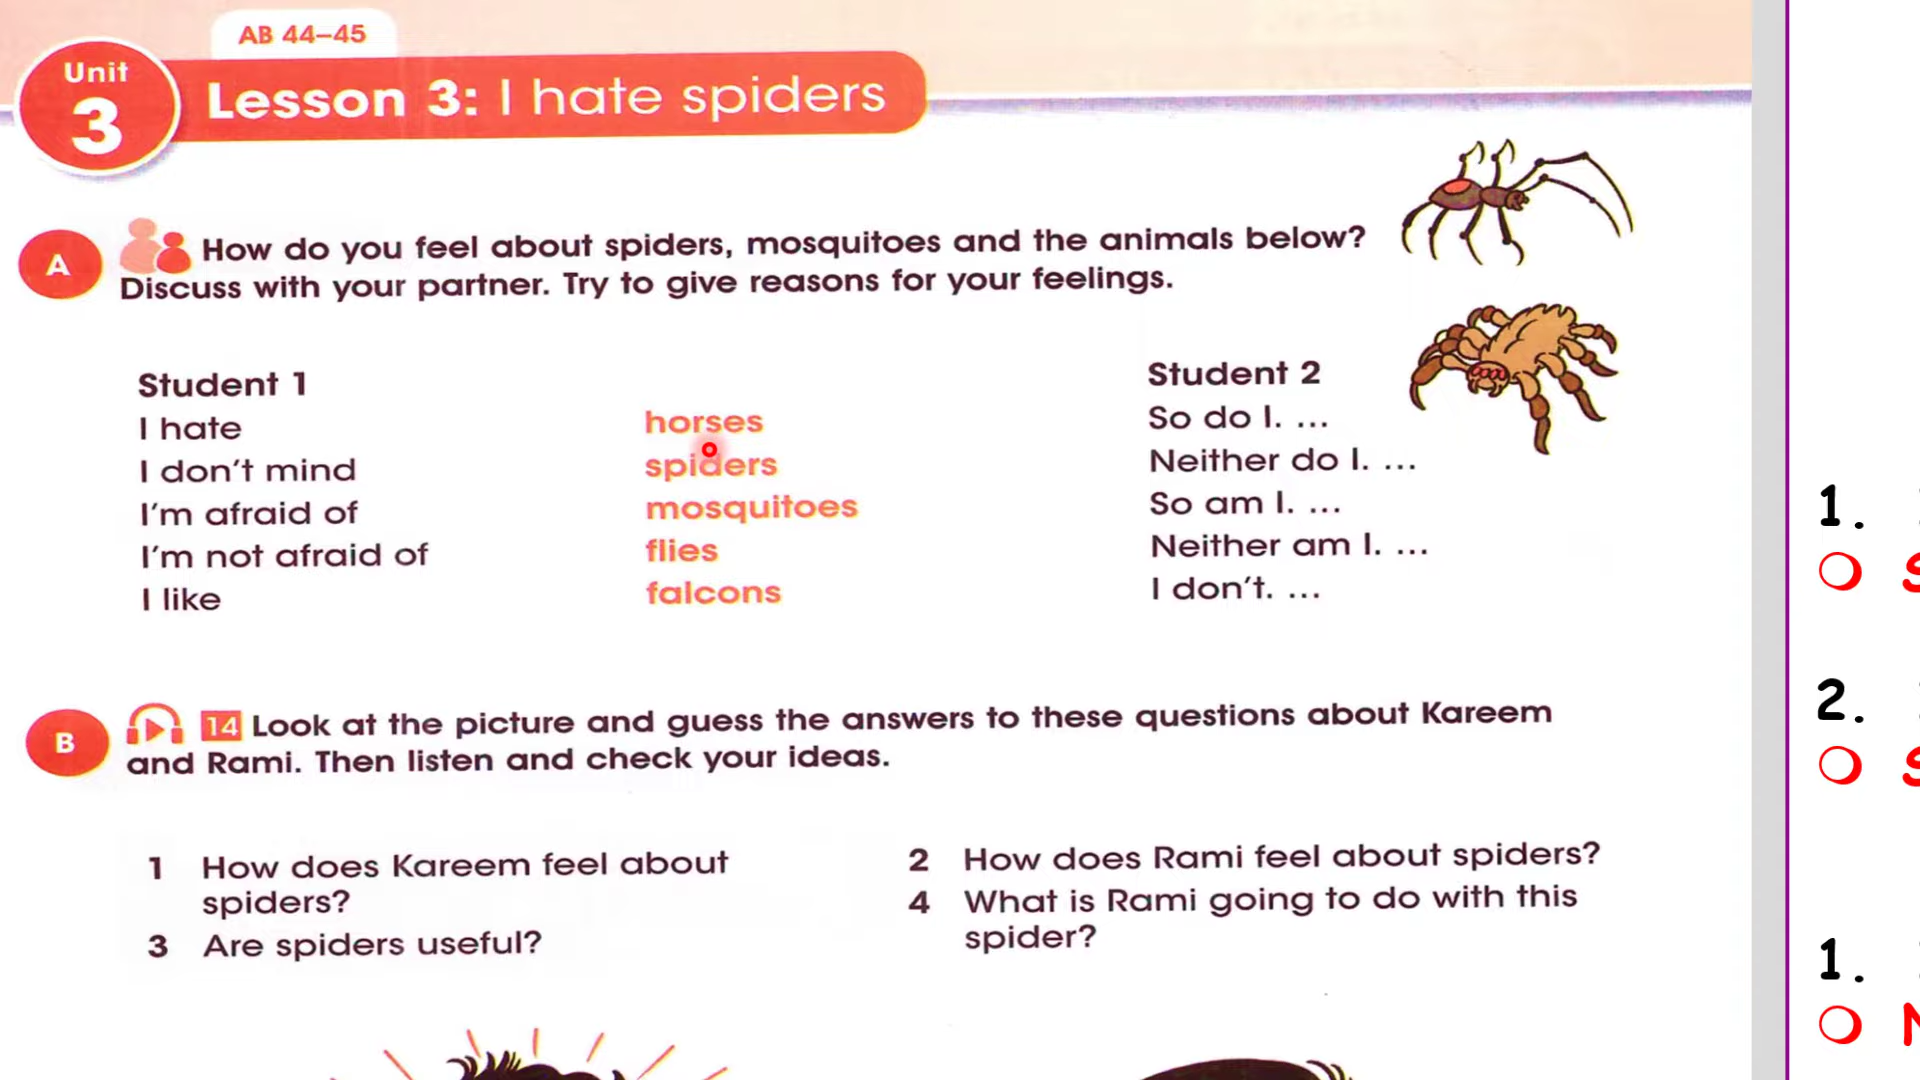 AB 44–45
Unit
3
Lesson 3: I hate spiders
A
How do you feel about spiders, mosquitoes and the animals below?
Discuss with your partner. Try to give reasons for your feelings.
Student 1
I hate
I don't mind
I'm afraid of
I'm not afraid of
I like
horses
spiders
mosquitoes
flies
falcons
Student 2
So do I. ...
Neither do I. ...
So am I. ...
Neither am I. ...
I don't. ...
B
14 Look at the picture and guess the answers to these questions about Kareem
and Rami. Then listen and check your ideas.
1 How does Kareem feel about
spiders?
2 How does Rami feel about spiders?
3 Are spiders useful?
4 What is Rami going to do with this
spider?
1.
2.
1.